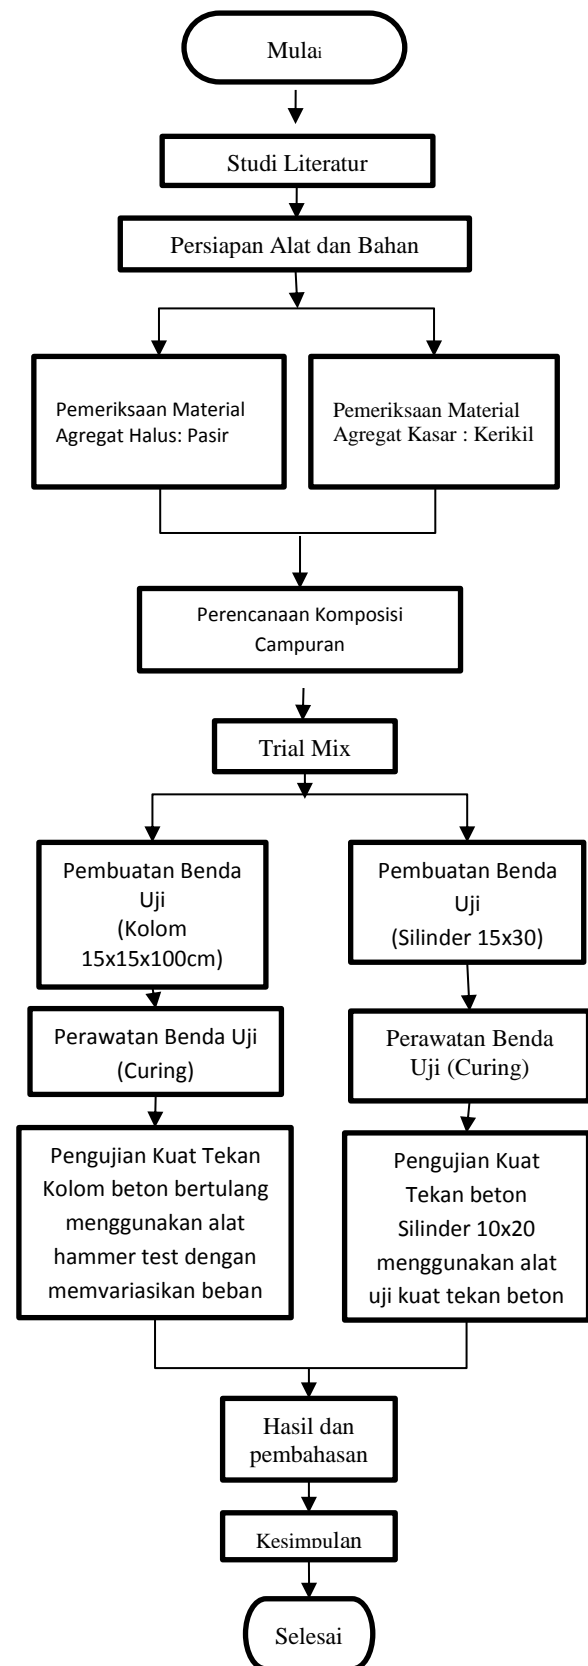 Mulai
Studi Literatur
Persiapan Alat dan Bahan
Pemeriksaan Material
Agregat Halus: Pasir
Pemeriksaan Material
Agregat Kasar : Kerikil
Perencanaan Komposisi
Campuran
Trial Mix
Pembuatan Benda
Uji
(Kolom
15x15x100cm)
Pembuatan Benda
Uji
(Silinder 15x30)
Perawatan Benda Uji
(Curing)
Perawatan Benda
Uji (Curing)
Pengujian Kuat Tekan
Kolom beton bertulang
menggunakan alat
hammer test dengan
memvariasikan beban
Pengujian Kuat
Tekan beton
Silinder 10x20
menggunakan alat
uji kuat tekan beton
Hasil dan
pembahasan
Kesimpulan
Selesai